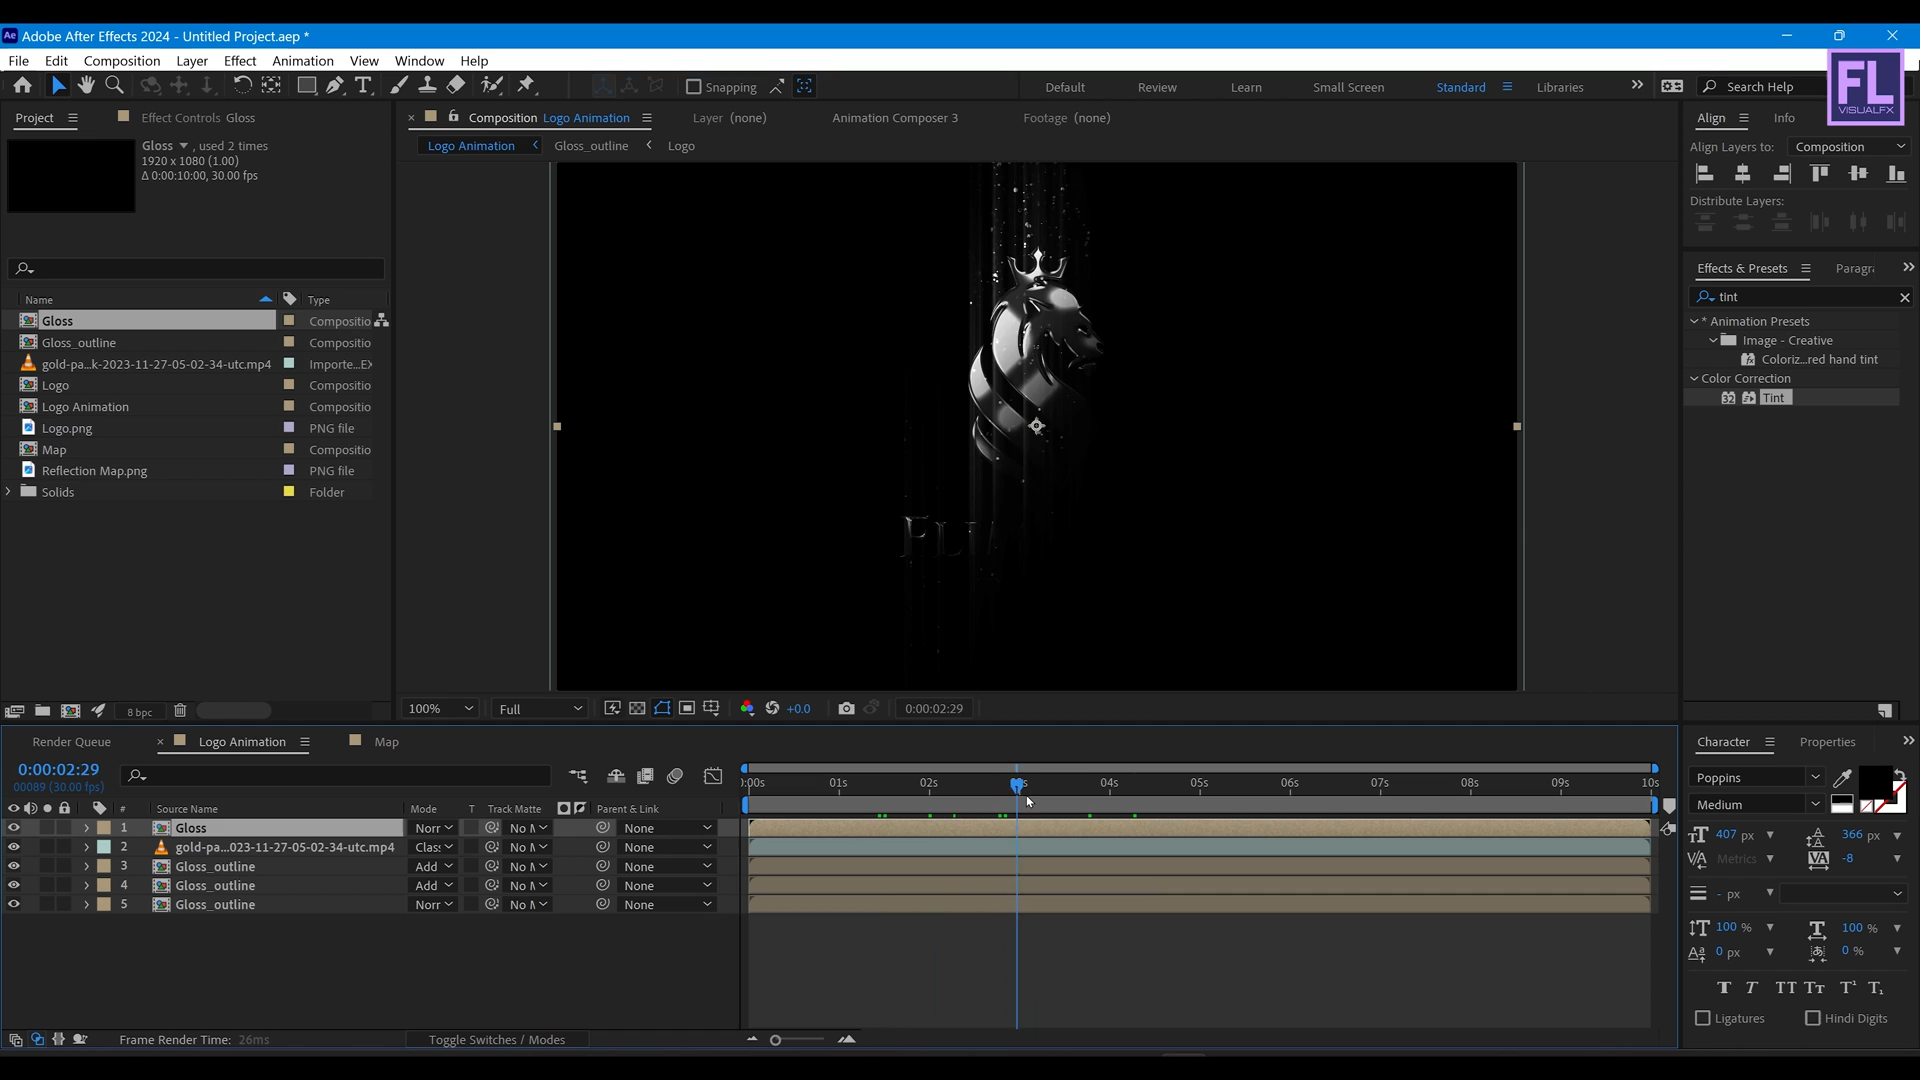 Ae Adobe After Effects 2024 - Untitled Project.aep *
File Edit Composition Layer Effect Animation View Window Help
Snapping
Default Review Learn Small Screen Standard Libraries
Search Help
FL
VISUALFX
Project Effect Controls Gloss
Gloss , used 2 times
1920 x 1080 (1.00)
Δ 0:00:10:00, 30.00 fps
Name Type
Gloss Compositio
Gloss_outline Compositio
gold-pa...k-2023-11-27-05-02-34-utc.mp4 Importe...EX
Logo Compositio
Logo Animation Compositio
Logo.png PNG file
Map Compositio
Reflection Map.png PNG file
Solids Folder
8 bpc
Composition Logo Animation Layer (none) Animation Composer 3 Footage (none)
Logo Animation Gloss_outline Logo
100% Full +0.0 0:00:02:29
Align Info
Align Layers to: Composition
Distribute Layers:
Effects & Presets Paragra
tint
* Animation Presets
Image - Creative
Coloriz...red hand tint
Color Correction
32 Tint
Render Queue Logo Animation Map
0:00:02:29
00089 (30.00 fps)
# Source Name Mode T Track Matte Parent & Link
1 Gloss Norr None
2 gold-pa...023-11-27-05-02-34-utc.mp4 Clas: None
3 Gloss_outline Add None
4 Gloss_outline Add None
5 Gloss_outline Norr None
:00s 01s 02s 04s 05s 06s 07s 08s 09s 10s
Frame Render Time: 26ms Toggle Switches / Modes
Character Properties
Poppins
Medium
407 px 366 px
Metrics -8
- px
100 % 100 %
0 px 0 %
Ligatures Hindi Digits